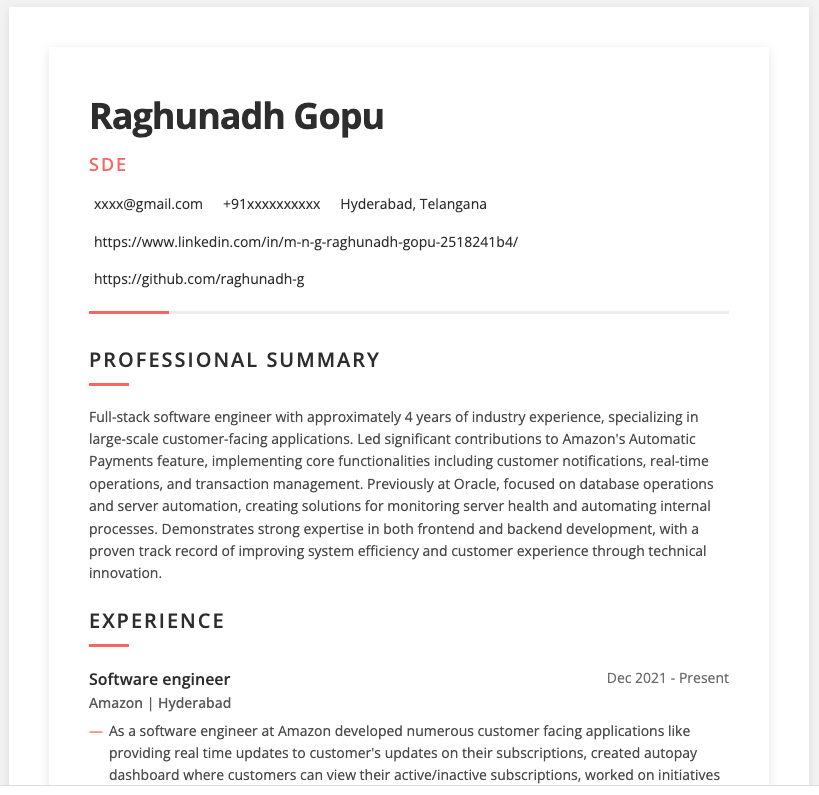 Raghunadh Gopu
SDE
xxxx@gmail.com +91xxxxxxxxxx Hyderabad, Telangana
https://www.linkedin.com/in/m-n-g-raghunadh-gopu-2518241b4/
https://github.com/raghunadh-g
PROFESSIONAL SUMMARY
Full-stack software engineer with approximately 4 years of industry experience, specializing in
large-scale customer-facing applications. Led significant contributions to Amazon's Automatic
Payments feature, implementing core functionalities including customer notifications, real-time
operations, and transaction management. Previously at Oracle, focused on database operations
and server automation, creating solutions for monitoring server health and automating internal
processes. Demonstrates strong expertise in both frontend and backend development, with a
proven track record of improving system efficiency and customer experience through technical
innovation.
EXPERIENCE
Software engineer Dec 2021 - Present
Amazon | Hyderabad
— As a software engineer at Amazon developed numerous customer facing applications like
providing real time updates to customer's updates on their subscriptions, created autopay
dashboard where customers can view their active/inactive subscriptions, worked on initiatives